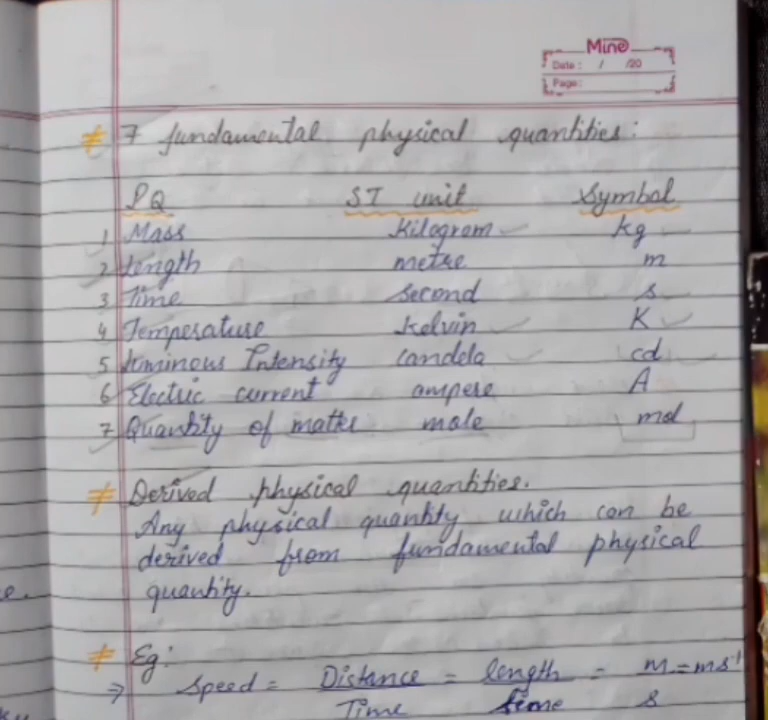 Mine
Date : / /20
Page:
* 7 fundamental physical quantities:
PQ SI unit Symbol
1 Mass Kilogram kg
2 Length metre m
3 Time second s
4 Temperature Kelvin K
5 Luminous Intensity candela cd
6 Electric current ampere A
7 Quantity of matter mole mol
* Derived physical quantities.
Any physical quantity which can be
derived from fundamental physical
quantity.
* Eg:
→ Speed = Distance = length = m = ms⁻¹
Time time s